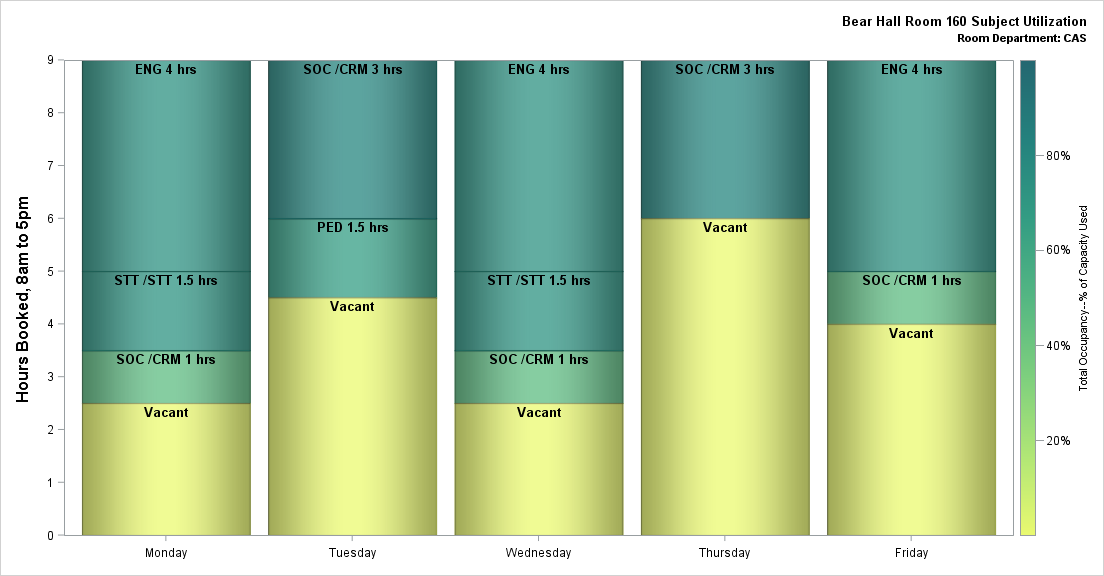 Bear Hall Room 160 Subject Utilization
Room Department: CAS
Hours Booked, 8am to 5pm
9
8
7
6
5
4
3
2
1
0
ENG 4 hrs
STT /STT 1.5 hrs
SOC /CRM 1 hrs
Vacant
SOC /CRM 3 hrs
PED 1.5 hrs
Vacant
ENG 4 hrs
STT /STT 1.5 hrs
SOC /CRM 1 hrs
Vacant
SOC /CRM 3 hrs
Vacant
ENG 4 hrs
SOC /CRM 1 hrs
Vacant
Monday
Tuesday
Wednesday
Thursday
Friday
80%
60%
40%
20%
Total Occupancy--% of Capacity Used